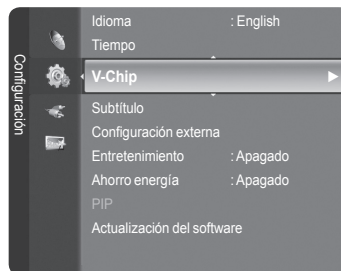 Configuración
Idioma : English
Tiempo
V-Chip
Subtítulo
Configuración externa
Entretenimiento : Apagado
Ahorro energía : Apagado
PIP
Actualización del software